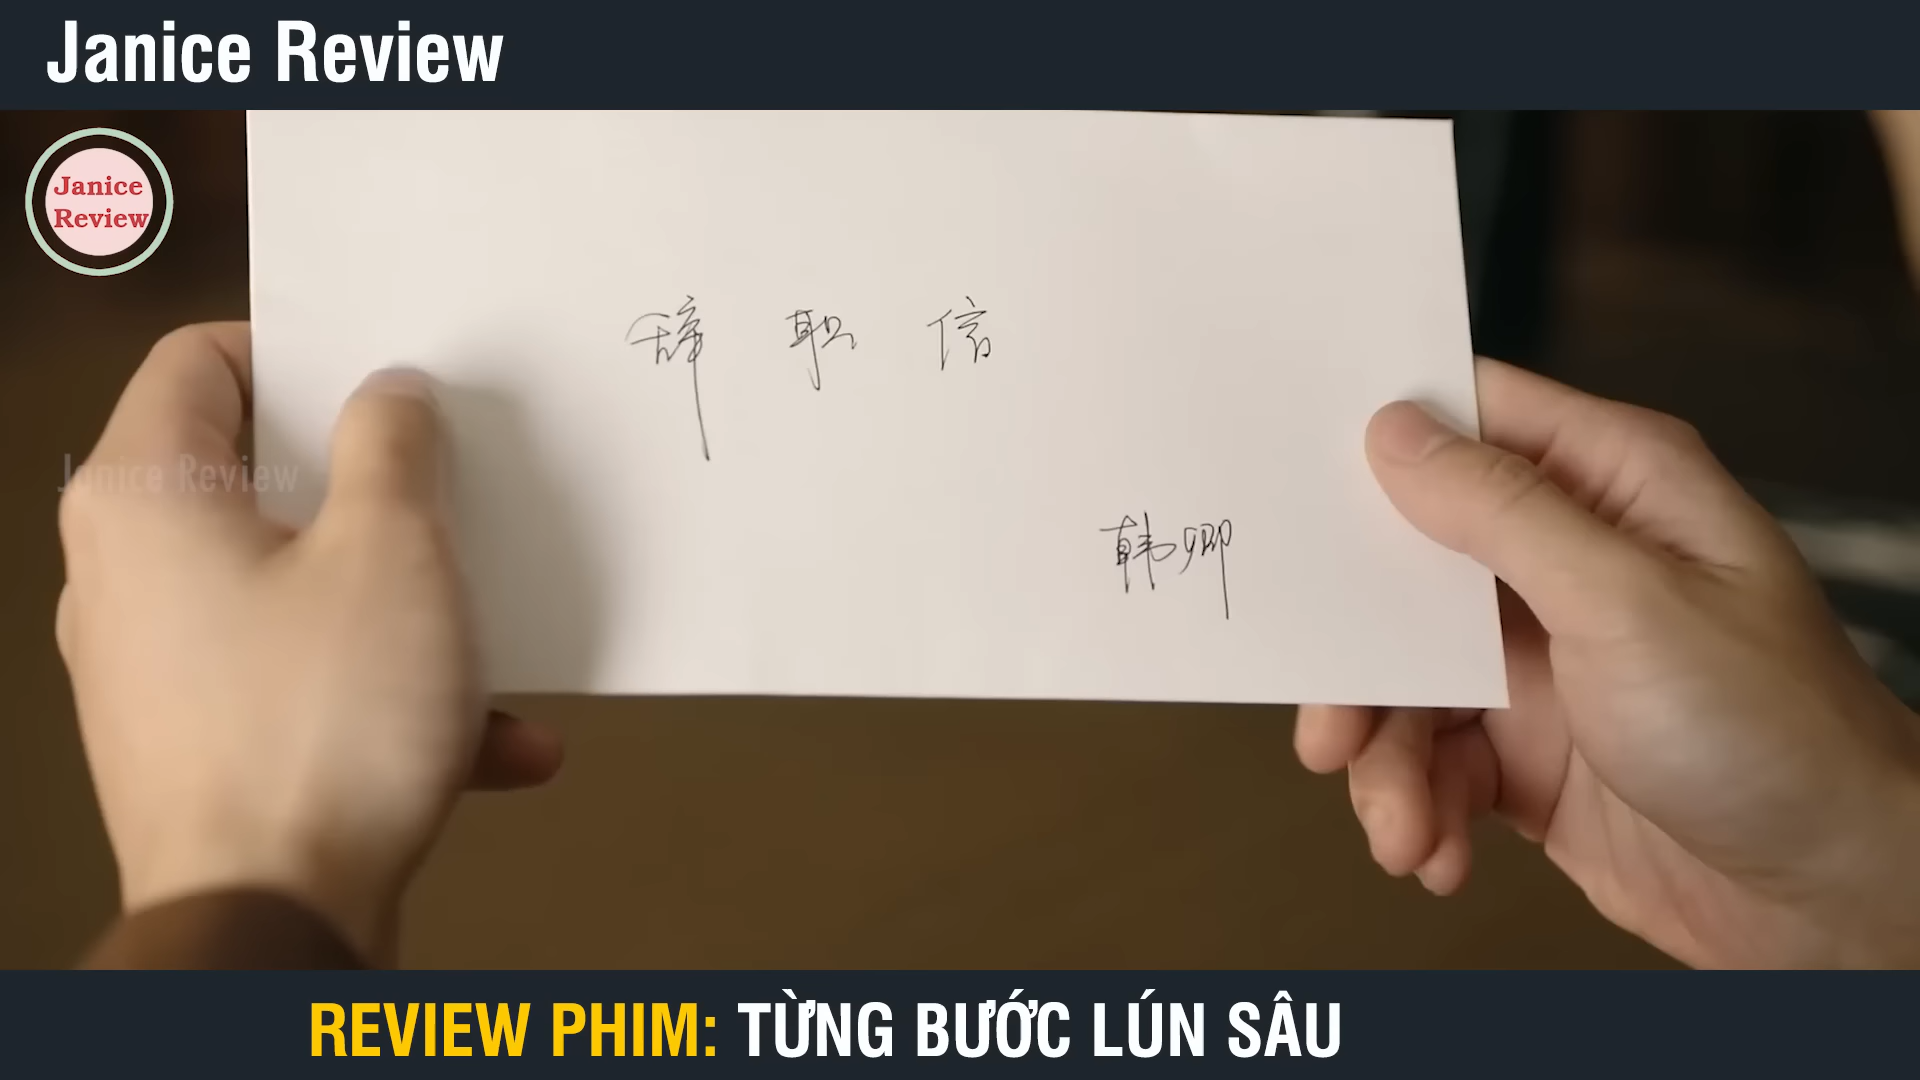 Janice Review
Janice
Review
辞职信
Janice Review
韩卿
REVIEW PHIM: TỪNG BƯỚC LÚN SÂU